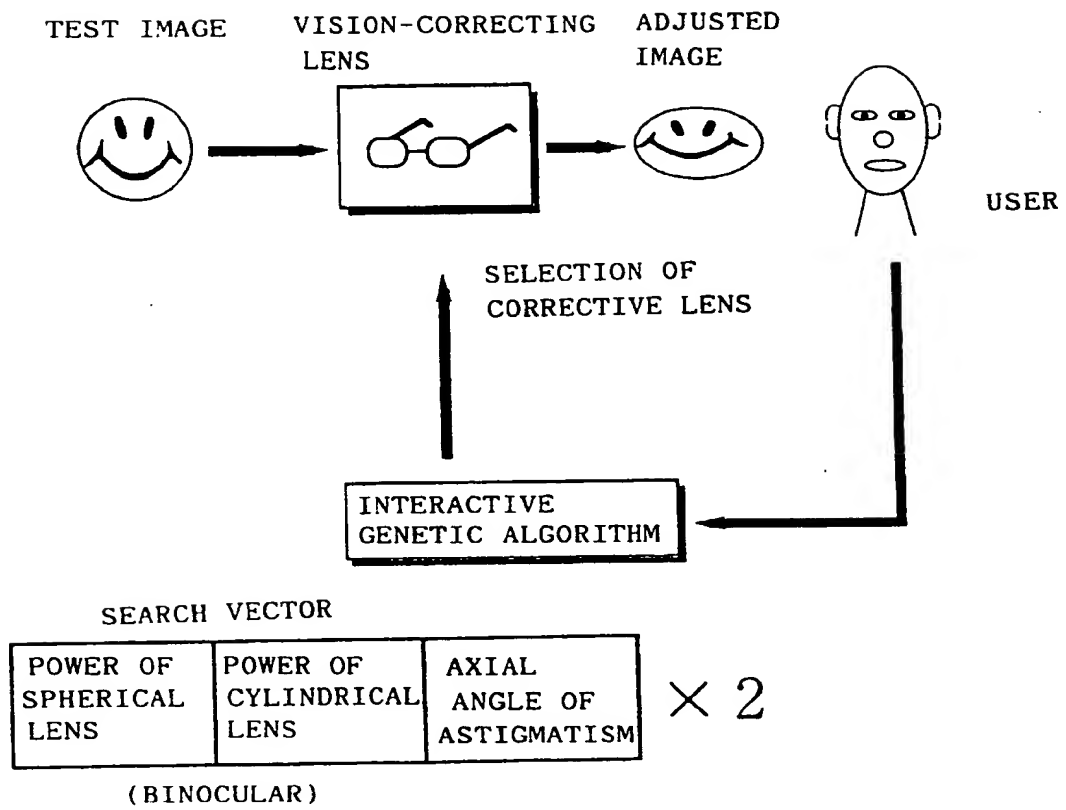 TEST IMAGE
VISION-CORRECTING
LENS
ADJUSTED
IMAGE
USER
SELECTION OF
CORRECTIVE LENS
INTERACTIVE
GENETIC ALGORITHM
SEARCH VECTOR
POWER OF
SPHERICAL
LENS
POWER OF
CYLINDRICAL
LENS
AXIAL
ANGLE OF
ASTIGMATISM
× 2
(BINOCULAR)